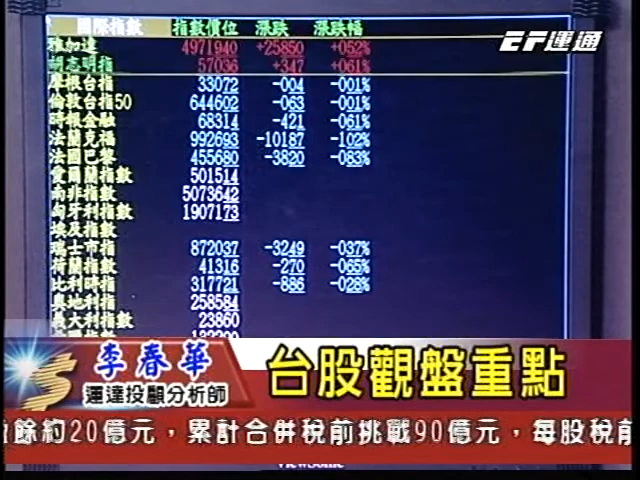 國際指數 指數價位 漲跌 漲跌幅
雅加達 4971940 +25850 +052%
EF運通
胡志明指 57036 +347 +061%
摩根台指 33072 -004 -001%
倫敦台指50 644602 -063 -001%
時根金融 68314 -421 -061%
法蘭克福 992693 -10187 -102%
法國巴黎 455680 -3820 -083%
愛爾蘭指數 501514
南非指數 5073642
匈牙利指數 1907173
埃及指數
瑞士市指 872037 -3249 -037%
荷蘭指數 41316 -270 -065%
比利時指 317721 -886 -028%
奧地利指 258584
義大利指數 23860
李春華
運達投顧分析師
台股觀盤重點
餘約20億元，累計合併稅前挑戰90億元，每股稅前
ViewSonic